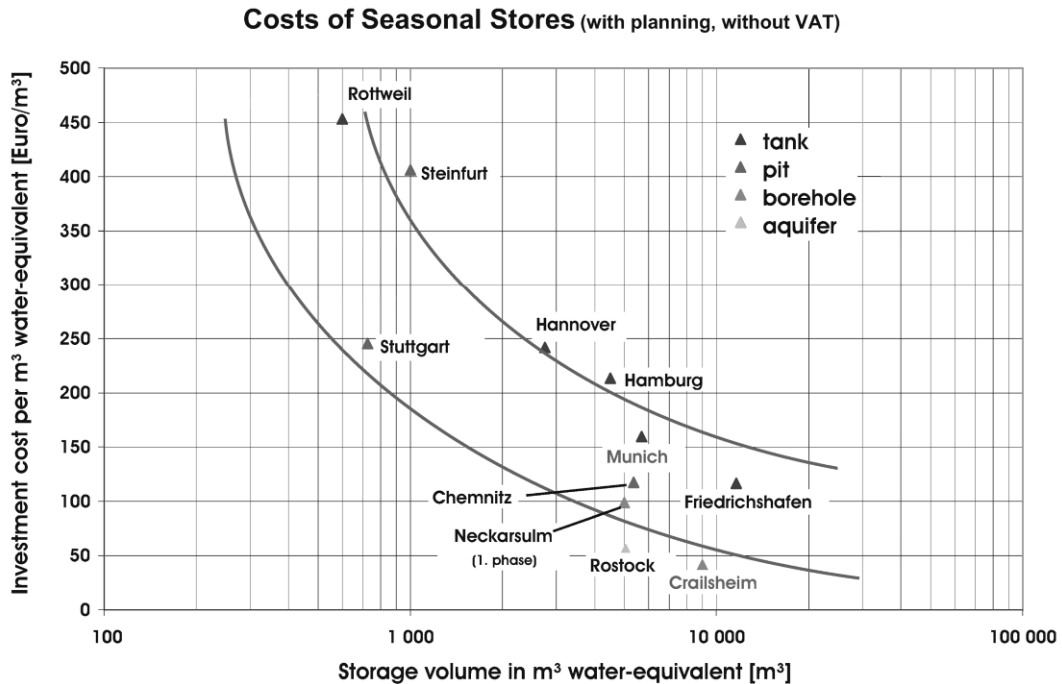 Costs of Seasonal Stores (with planning, without VAT)
Investment cost per m³ water-equivalent [Euro/m³]
500
450
400
350
300
250
200
150
100
50
0
Rottweil
Steinfurt
Stuttgart
Hannover
Hamburg
Munich
Chemnitz
Friedrichshafen
Neckarsulm
(1. phase)
Rostock
Crailsheim
tank
pit
borehole
aquifer
100
1 000
10 000
100 000
Storage volume in m³ water-equivalent [m³]